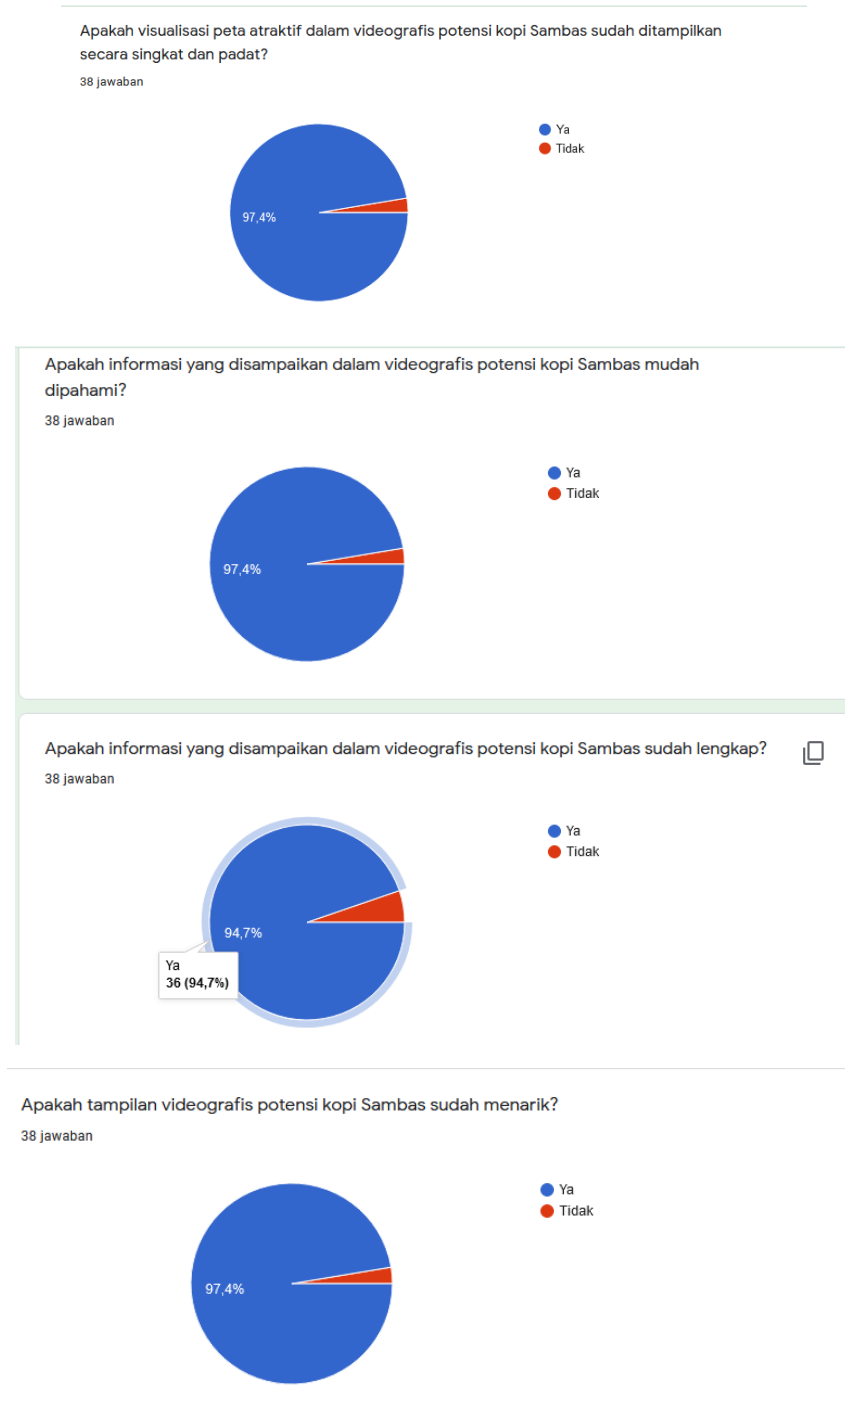 Apakah visualisasi peta atraktif dalam videografis potensi kopi Sambas sudah ditampilkan
secara singkat dan padat?
38 jawaban
Ya
Tidak
97,4%
Apakah informasi yang disampaikan dalam videografis potensi kopi Sambas mudah
dipahami?
38 jawaban
Ya
Tidak
97,4%
Apakah informasi yang disampaikan dalam videografis potensi kopi Sambas sudah lengkap?
38 jawaban
Ya
Tidak
94,7%
Ya
36 (94,7%)
Apakah tampilan videografis potensi kopi Sambas sudah menarik?
38 jawaban
Ya
Tidak
97,4%